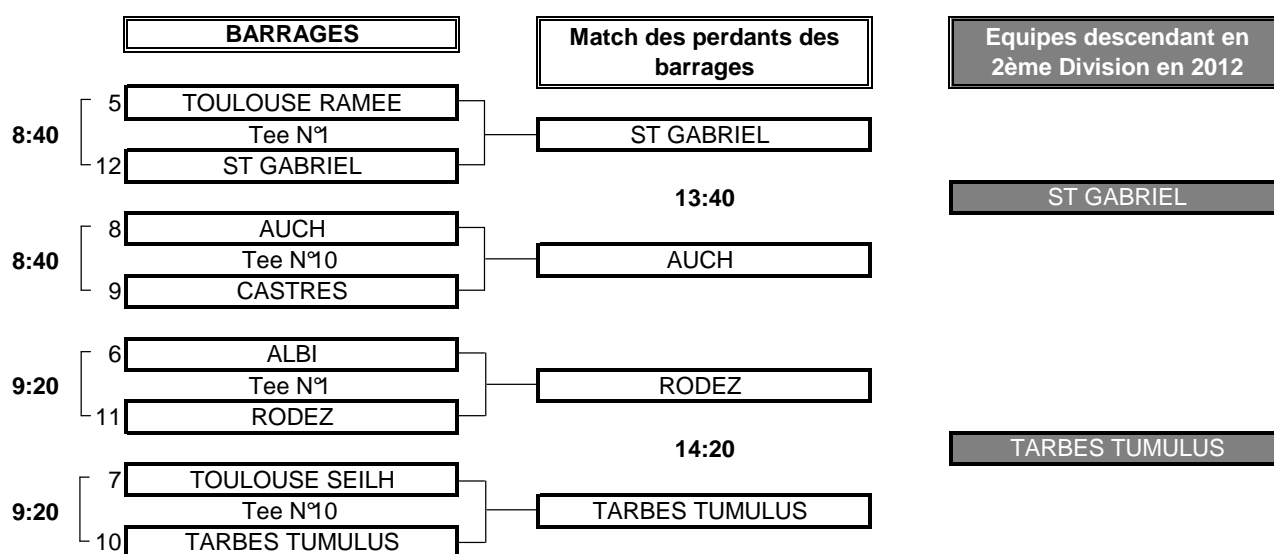 BARRAGES
Match des perdants des
barrages
Equipes descendant en
2ème Division en 2012
5 TOULOUSE RAMEE
8:40 Tee N°1 ST GABRIEL
12 ST GABRIEL
13:40 ST GABRIEL
8 AUCH
8:40 Tee N°10 AUCH
9 CASTRES
6 ALBI
9:20 Tee N°1 RODEZ
11 RODEZ
14:20 TARBES TUMULUS
7 TOULOUSE SEILH
9:20 Tee N°10 TARBES TUMULUS
10 TARBES TUMULUS